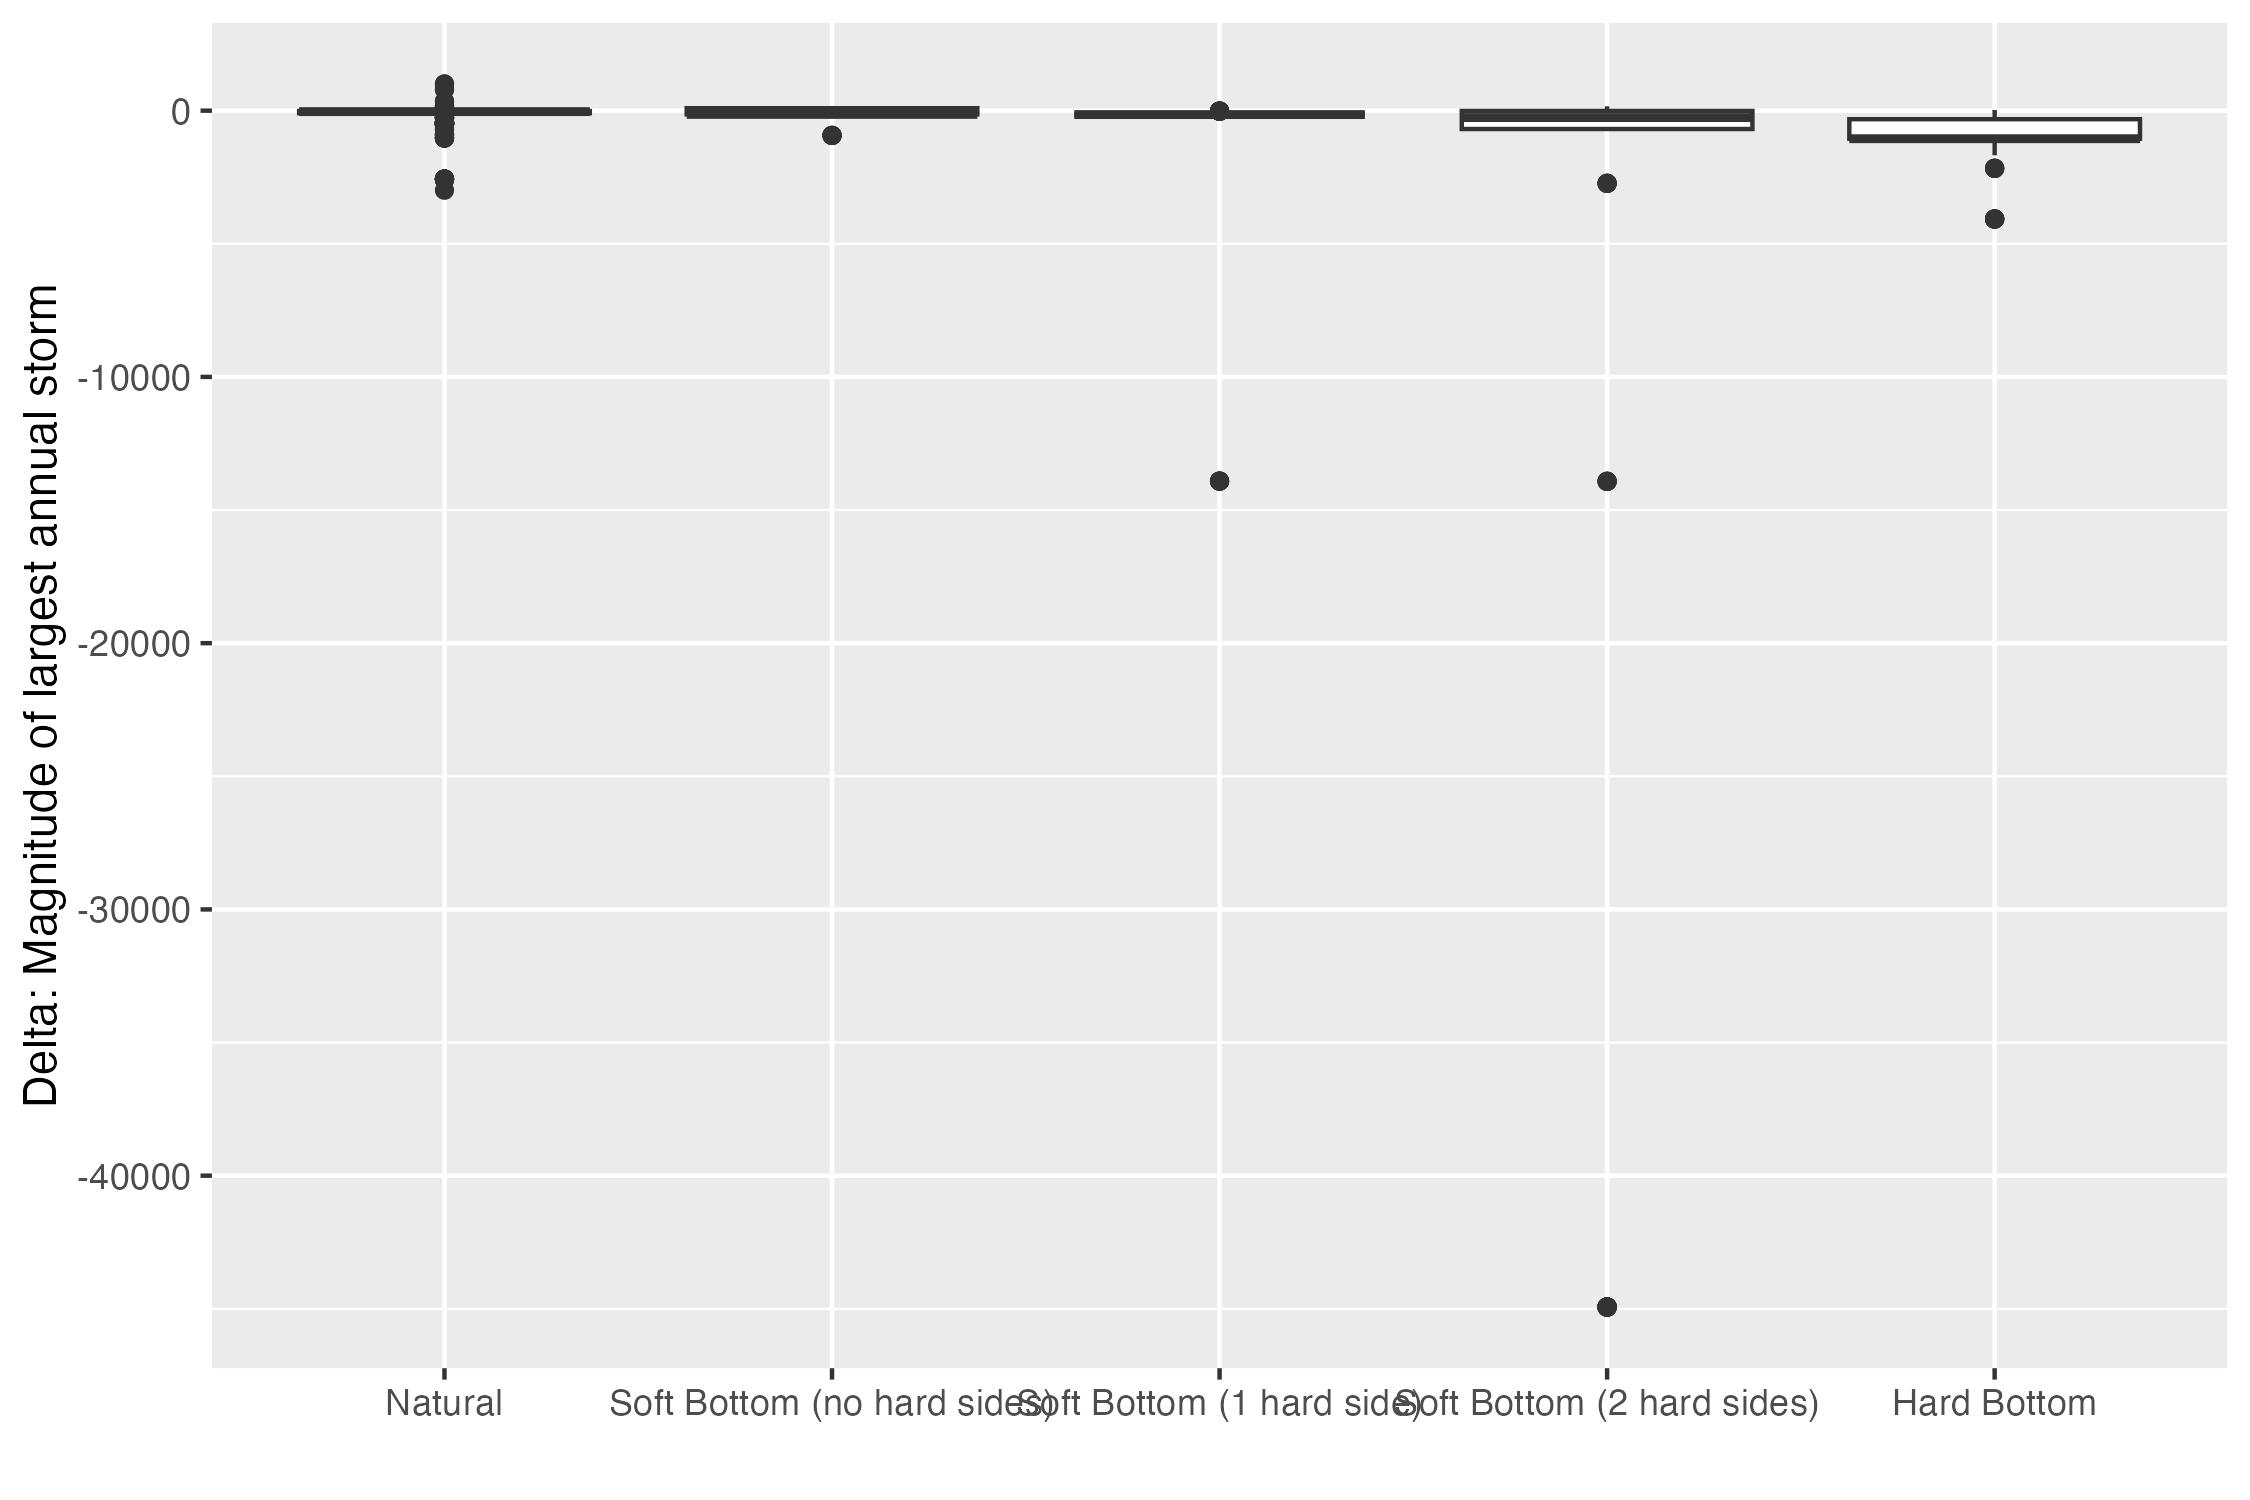 Delta: Magnitude of largest annual storm
0
-10000
-20000
-30000
-40000
Natural
Soft Bottom (no hard sides)
Soft Bottom (1 hard side)
Soft Bottom (2 hard sides)
Hard Bottom